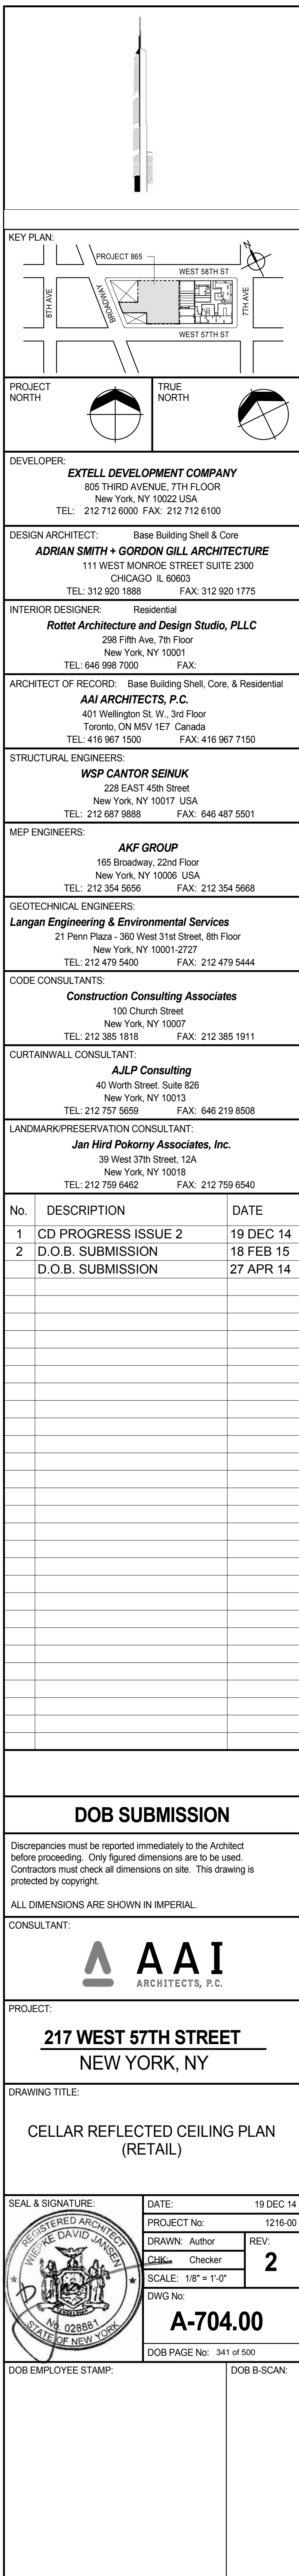 KEY PLAN:
N
PROJECT 865
WEST 58TH ST
8TH AVE
BROADWAY
7TH AVE
WEST 57TH ST
PROJECT
NORTH
TRUE
NORTH
DEVELOPER:
EXTELL DEVELOPMENT COMPANY
805 THIRD AVENUE, 7TH FLOOR
New York, NY 10022 USA
TEL: 212 712 6000 FAX: 212 712 6100
DESIGN ARCHITECT: Base Building Shell & Core
ADRIAN SMITH + GORDON GILL ARCHITECTURE
111 WEST MONROE STREET SUITE 2300
CHICAGO IL 60603
TEL: 312 920 1888 FAX: 312 920 1775
INTERIOR DESIGNER: Residential
Rottet Architecture and Design Studio, PLLC
298 Fifth Ave, 7th Floor
New York, NY 10001
TEL: 646 998 7000 FAX:
ARCHITECT OF RECORD: Base Building Shell, Core, & Residential
AAI ARCHITECTS, P.C.
401 Wellington St. W., 3rd Floor
Toronto, ON M5V 1E7 Canada
TEL: 416 967 1500 FAX: 416 967 7150
STRUCTURAL ENGINEERS:
WSP CANTOR SEINUK
228 EAST 45th Street
New York, NY 10017 USA
TEL: 212 687 9888 FAX: 646 487 5501
MEP ENGINEERS:
AKF GROUP
165 Broadway, 22nd Floor
New York, NY 10006 USA
TEL: 212 354 5656 FAX: 212 354 5668
GEOTECHNICAL ENGINEERS:
Langan Engineering & Environmental Services
21 Penn Plaza - 360 West 31st Street, 8th Floor
New York, NY 10001-2727
TEL: 212 479 5400 FAX: 212 479 5444
CODE CONSULTANTS:
Construction Consulting Associates
100 Church Street
New York, NY 10007
TEL: 212 385 1818 FAX: 212 385 1911
CURTAINWALL CONSULTANT:
AJLP Consulting
40 Worth Street. Suite 826
New York, NY 10013
TEL: 212 757 5659 FAX: 646 219 8508
LANDMARK/PRESERVATION CONSULTANT:
Jan Hird Pokorny Associates, Inc.
39 West 37th Street, 12A
New York, NY 10018
TEL: 212 759 6462 FAX: 212 759 6540
No. DESCRIPTION DATE
1 CD PROGRESS ISSUE 2 19 DEC 14
2 D.O.B. SUBMISSION 18 FEB 15
D.O.B. SUBMISSION 27 APR 14
DOB SUBMISSION
Discrepancies must be reported immediately to the Architect
before proceeding. Only figured dimensions are to be used.
Contractors must check all dimensions on site. This drawing is
protected by copyright.
ALL DIMENSIONS ARE SHOWN IN IMPERIAL.
CONSULTANT:
AAI
ARCHITECTS, P.C.
PROJECT:
217 WEST 57TH STREET
NEW YORK, NY
DRAWING TITLE:
CELLAR REFLECTED CEILING PLAN
(RETAIL)
SEAL & SIGNATURE:
REGISTERED ARCHITECT
WIEPKE DAVID JANSEN
No. 028881
STATE OF NEW YORK
DATE: 19 DEC 14
PROJECT No: 1216-00
DRAWN: Author
REV:
CHK: Checker
2
SCALE: 1/8" = 1'-0"
DWG No:
A-704.00
DOB PAGE No: 341 of 500
DOB EMPLOYEE STAMP:
DOB B-SCAN: